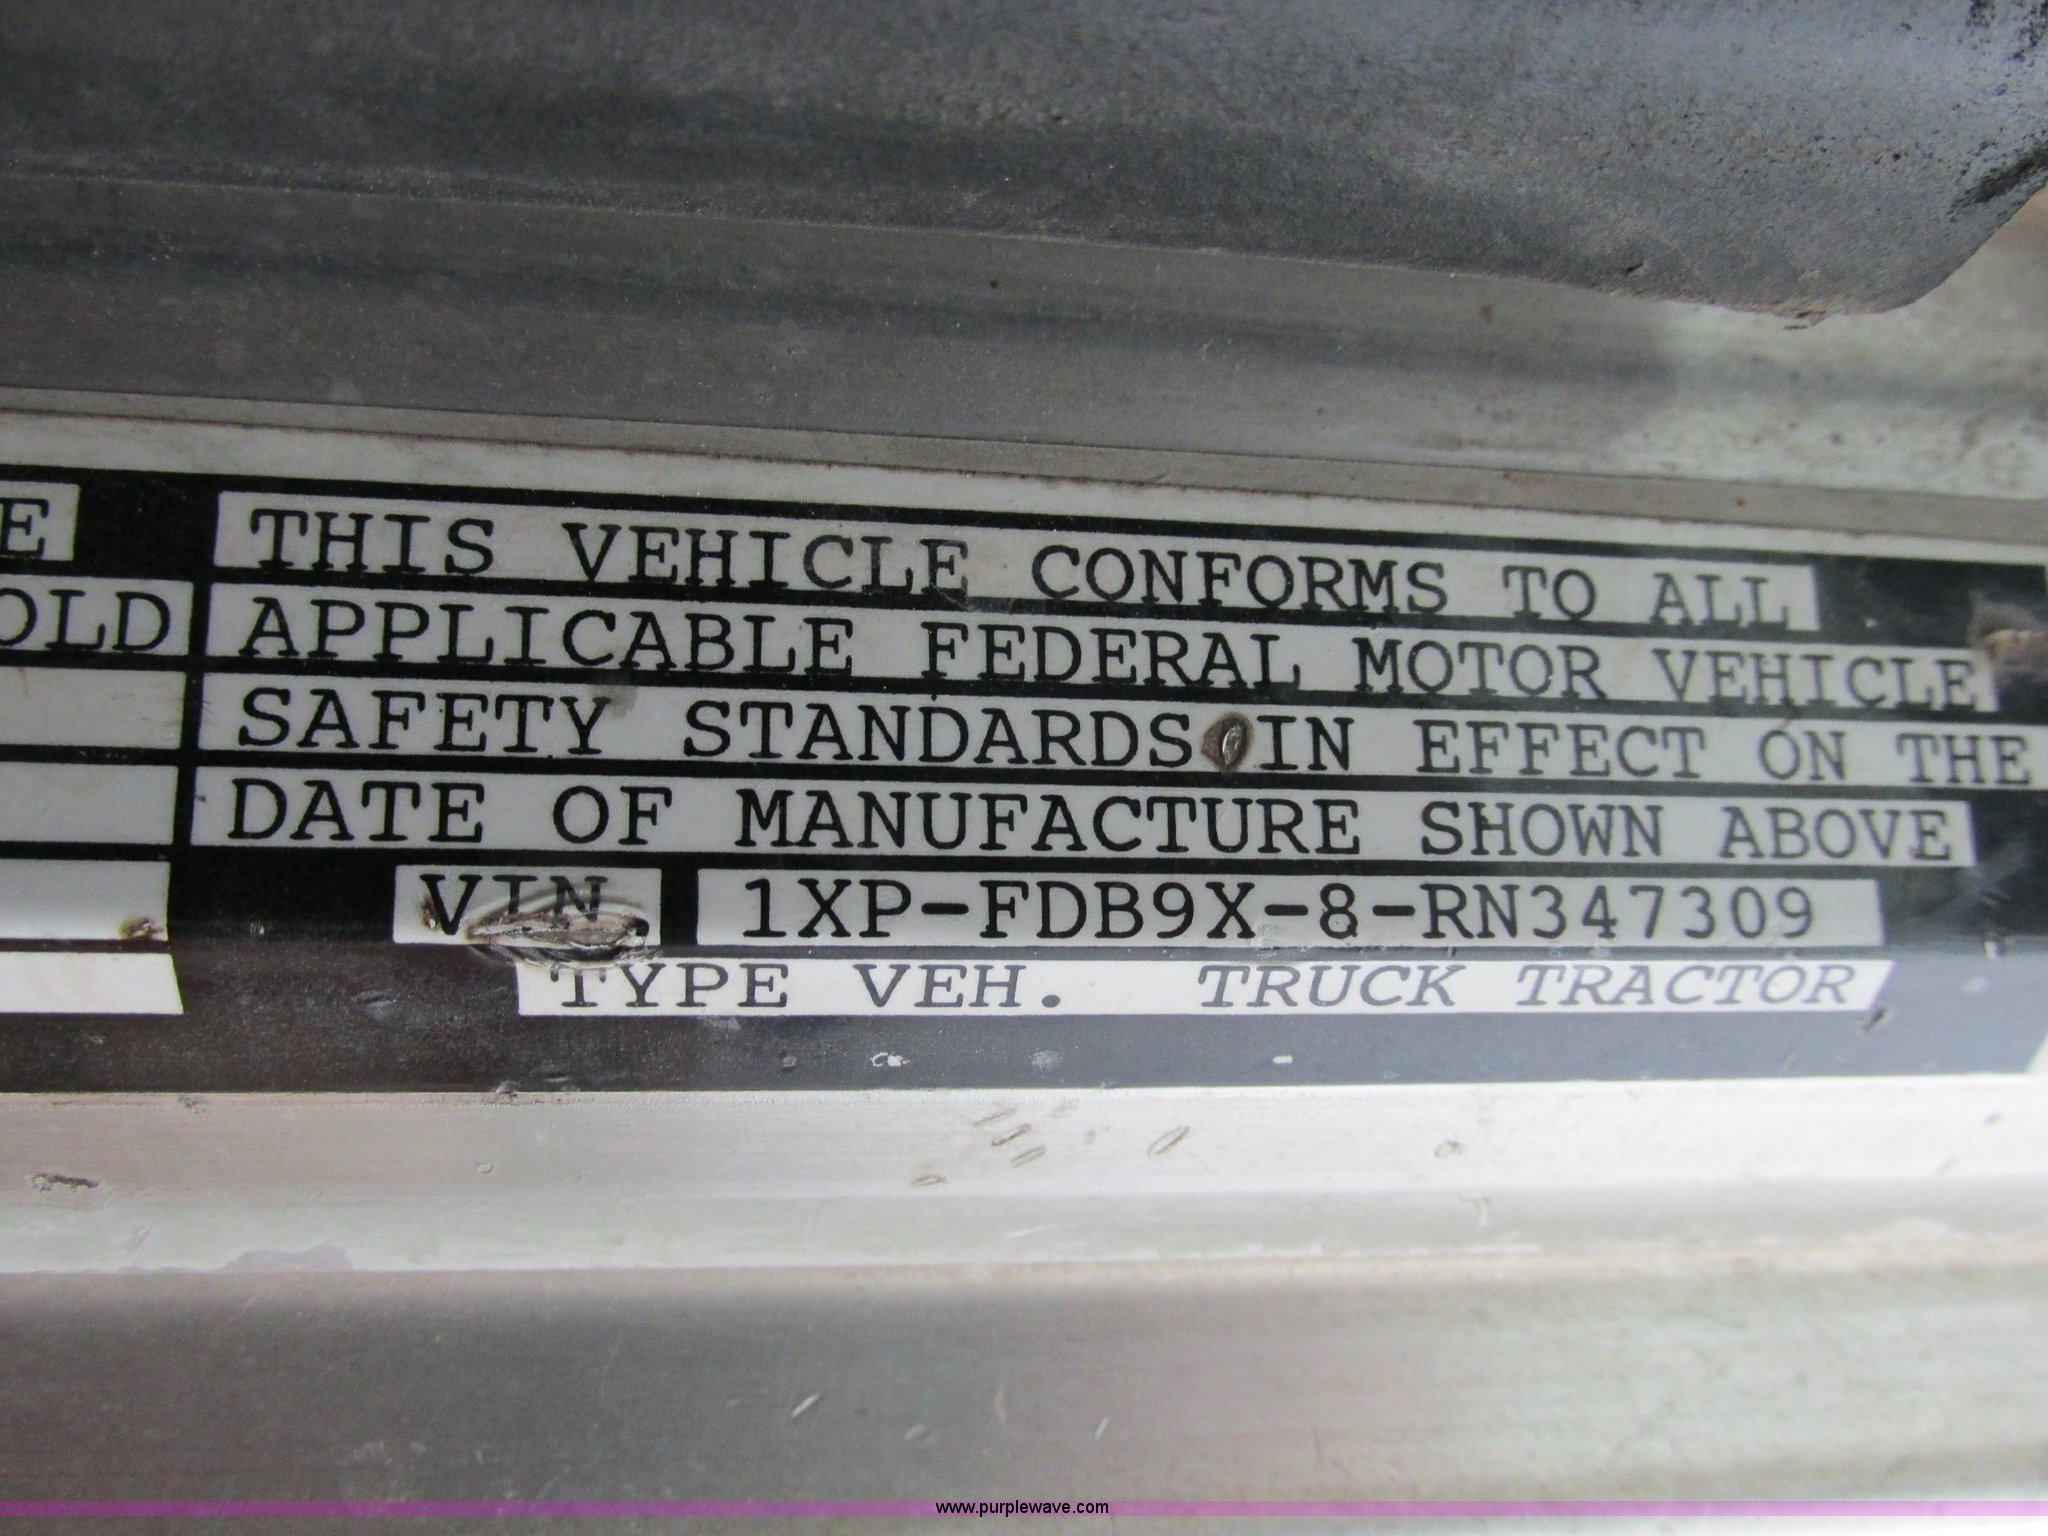 E THIS VEHICLE CONFORMS TO ALL
OLD APPLICABLE FEDERAL MOTOR VEHICLE
SAFETY STANDARDS IN EFFECT ON THE
DATE OF MANUFACTURE SHOWN ABOVE
VIN 1XP-FDB9X-8-RN347309
TYPE VEH. TRUCK TRACTOR
www.purplewave.com